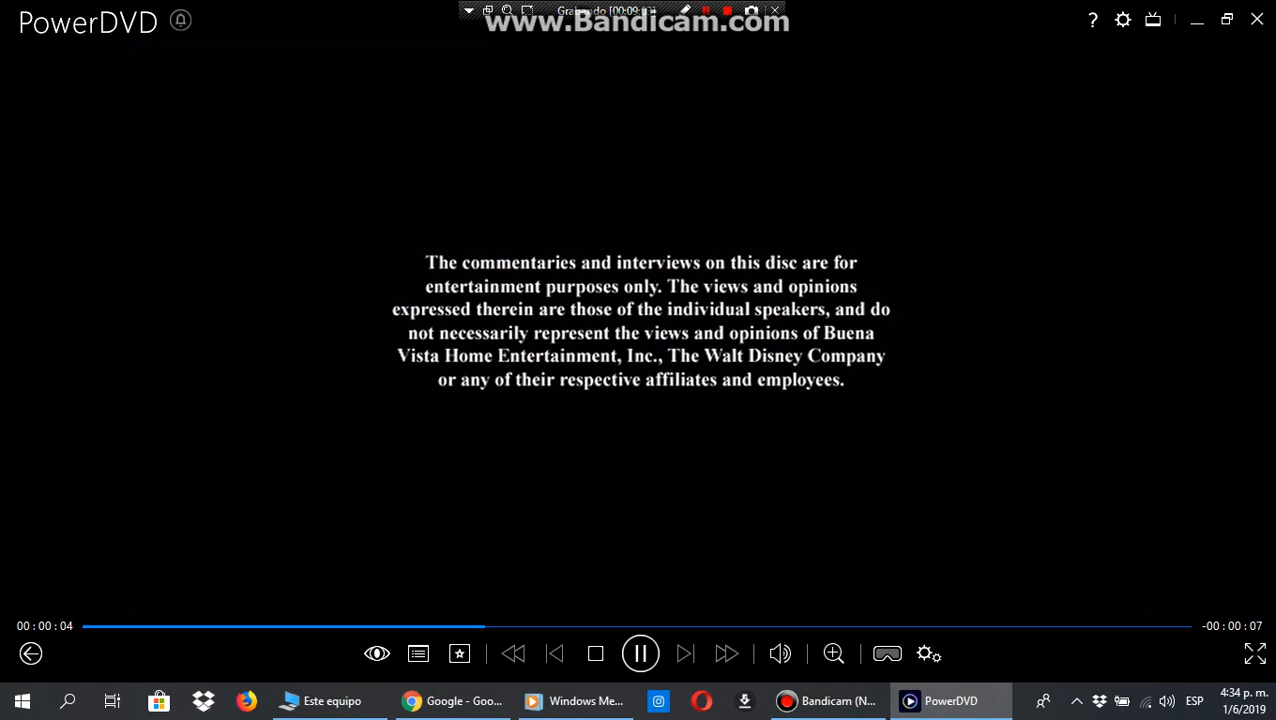 PowerDVD
www.Bandicam.com
The commentaries and interviews on this disc are for
entertainment purposes only. The views and opinions
expressed therein are those of the individual speakers, and do
not necessarily represent the views and opinions of Buena
Vista Home Entertainment, Inc., The Walt Disney Company
or any of their respective affiliates and employees.
00:00:04
-00:00:07
Este equipo
Google - Goo...
Windows Me...
Bandicam (N...
PowerDVD
ESP
4:34 p. m.
1/6/2019